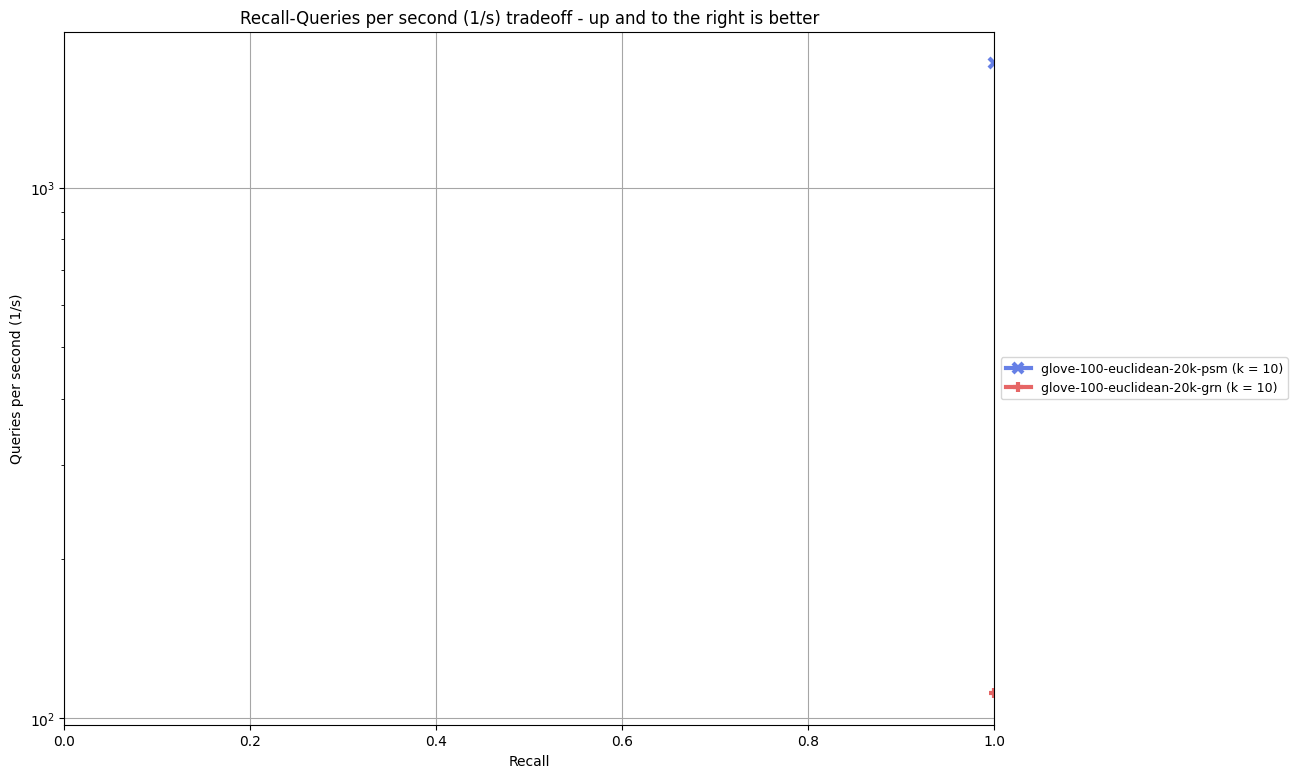 Recall-Queries per second (1/s) tradeoff - up and to the right is better
Queries per second (1/s)
10³
10²
0.0 0.2 0.4 0.6 0.8 1.0
Recall
glove-100-euclidean-20k-psm (k = 10)
glove-100-euclidean-20k-grn (k = 10)